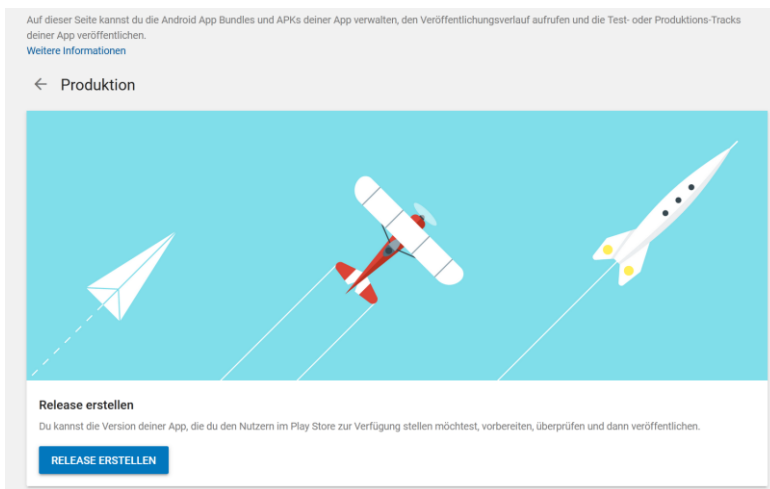 Auf dieser Seite kannst du die Android App Bundles und APKs deiner App verwalten, den Veröffentlichungsverlauf aufrufen und die Test- oder Produktions-Tracks
deiner App veröffentlichen.
Weitere Informationen
Produktion
Release erstellen
Du kannst die Version deiner App, die du den Nutzern im Play Store zur Verfügung stellen möchtest, vorbereiten, überprüfen und dann veröffentlichen.
RELEASE ERSTELLEN